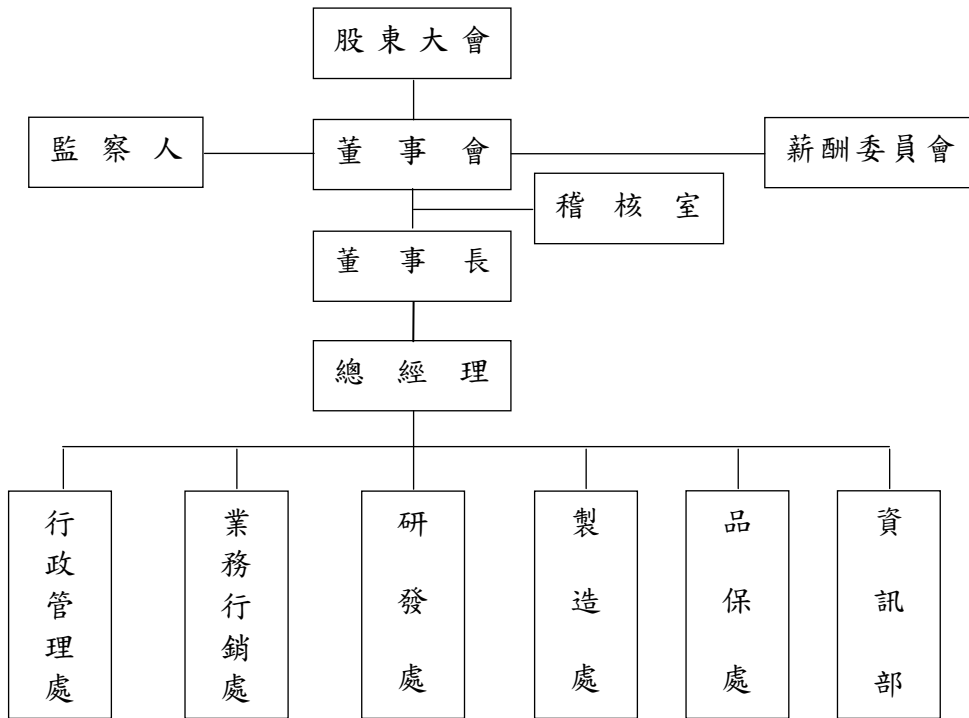 股東大會
監察人
董事會
薪酬委員會
稽核室
董事長
總經理
行政管理處
業務行銷處
研發處
製造處
品保處
資訊部